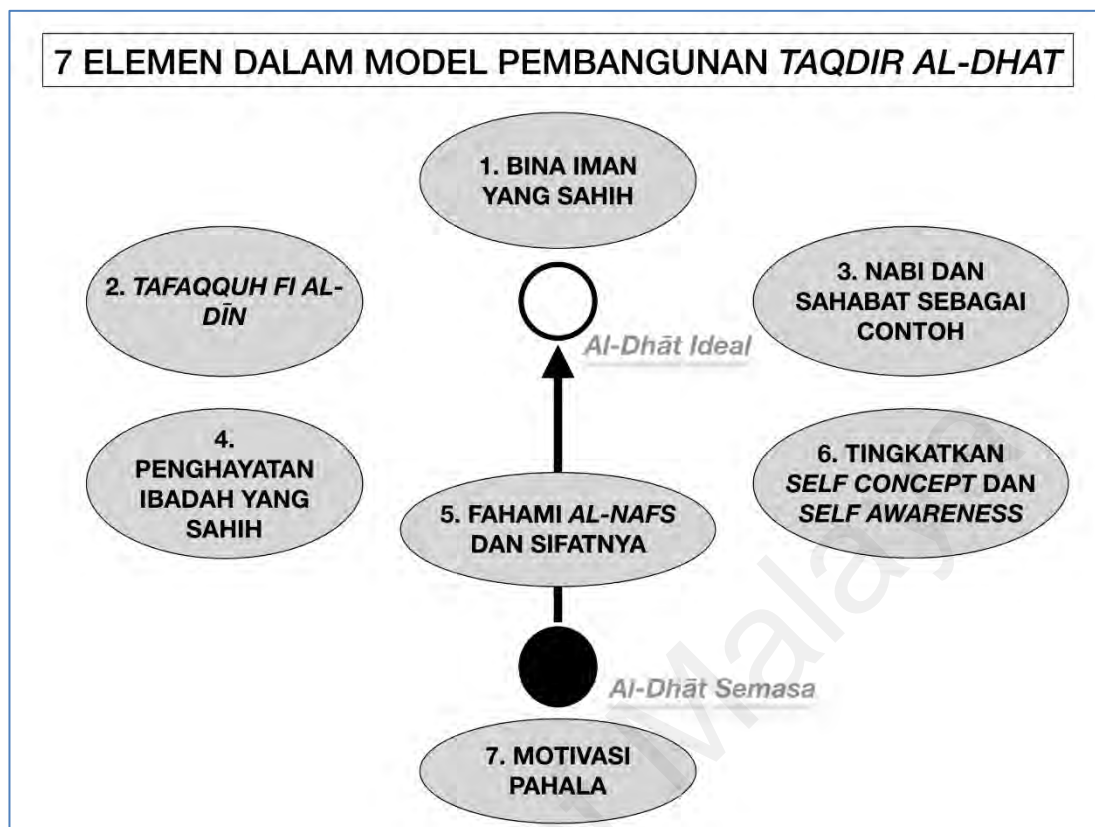 7 ELEMEN DALAM MODEL PEMBANGUNAN TAQDIR AL-DHAT
1. BINA IMAN
YANG SAHIH
2. TAFAQQUH FI AL-
DĪN
3. NABI DAN
SAHABAT SEBAGAI
CONTOH
Al-Dhāt Ideal
4.
PENGHAYATAN
IBADAH YANG
SAHIH
5. FAHAMI AL-NAFS
DAN SIFATNYA
6. TINGKATKAN
SELF CONCEPT DAN
SELF AWARENESS
Al-Dhāt Semasa
7. MOTIVASI
PAHALA
Malaya